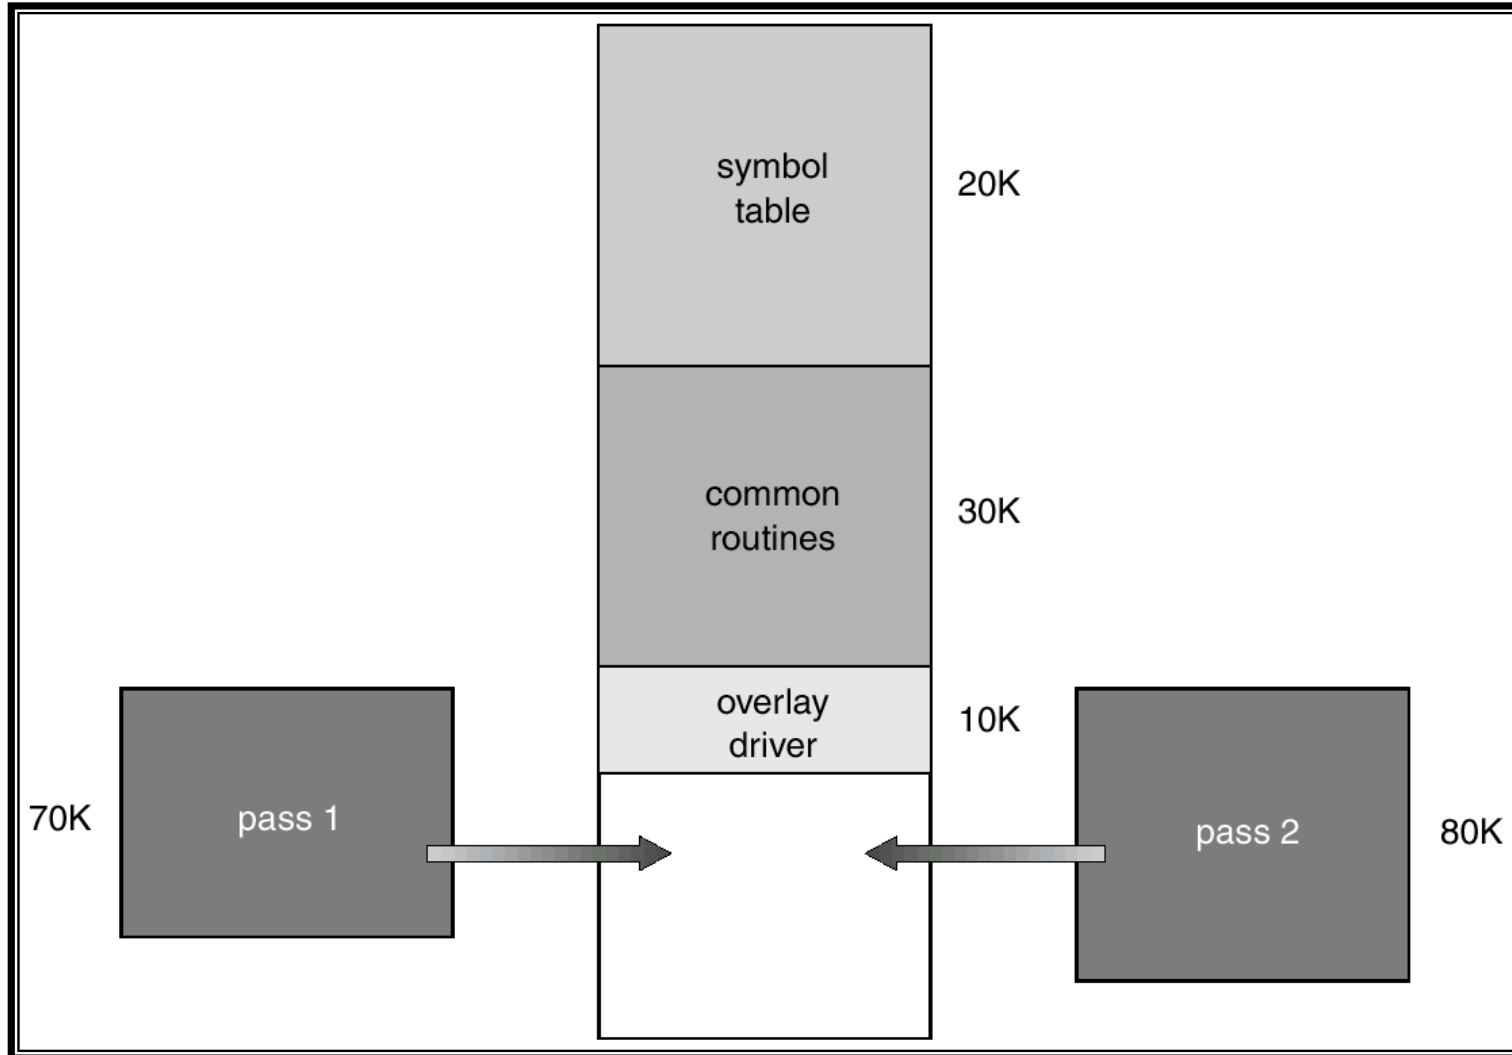 symbol
table
20K
common
routines
30K
overlay
driver
10K
70K
pass 1
pass 2
80K